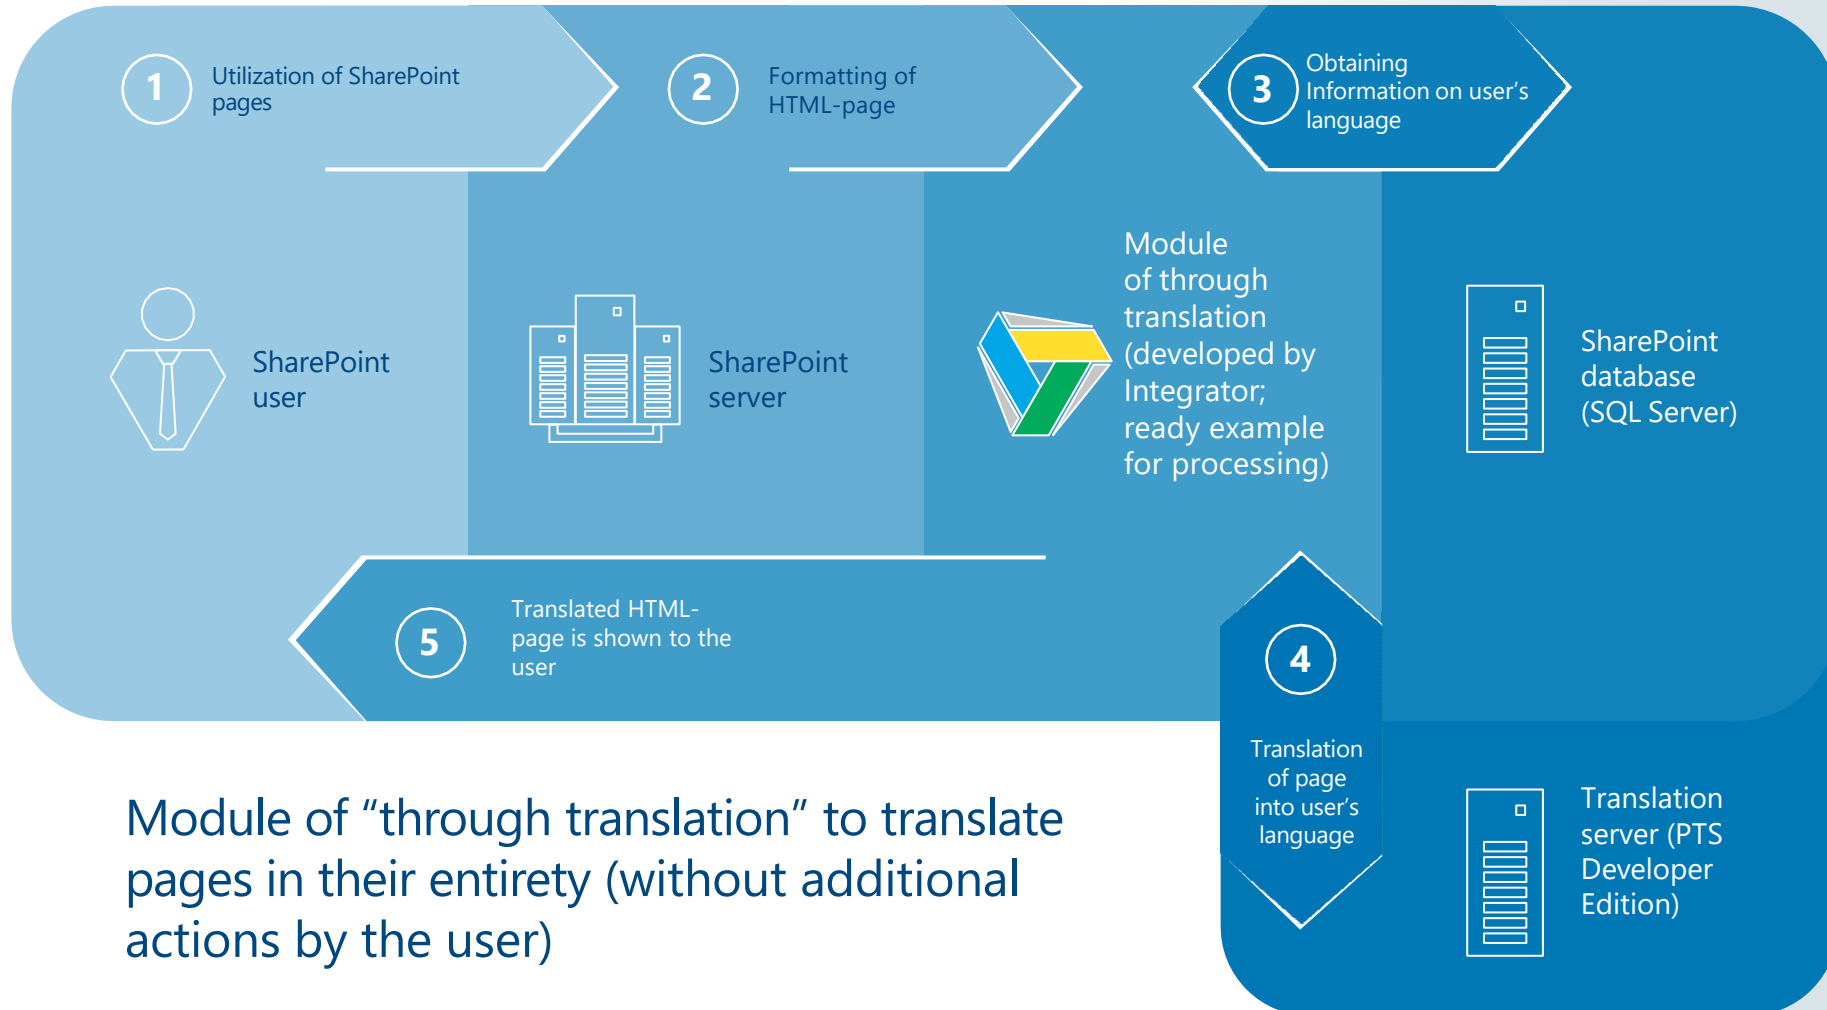 1
Utilization of SharePoint
pages
2
Formatting of
HTML-page
3
Obtaining
Information on user’s
language
SharePoint
user
SharePoint
server
Module
of through
translation
(developed by
Integrator;
ready example
for processing)
SharePoint
database
(SQL Server)
5
Translated HTML-
page is shown to the
user
4
Translation
of page
into user’s
language
Translation
server (PTS
Developer
Edition)
Module of “through translation” to translate
pages in their entirety (without additional
actions by the user)